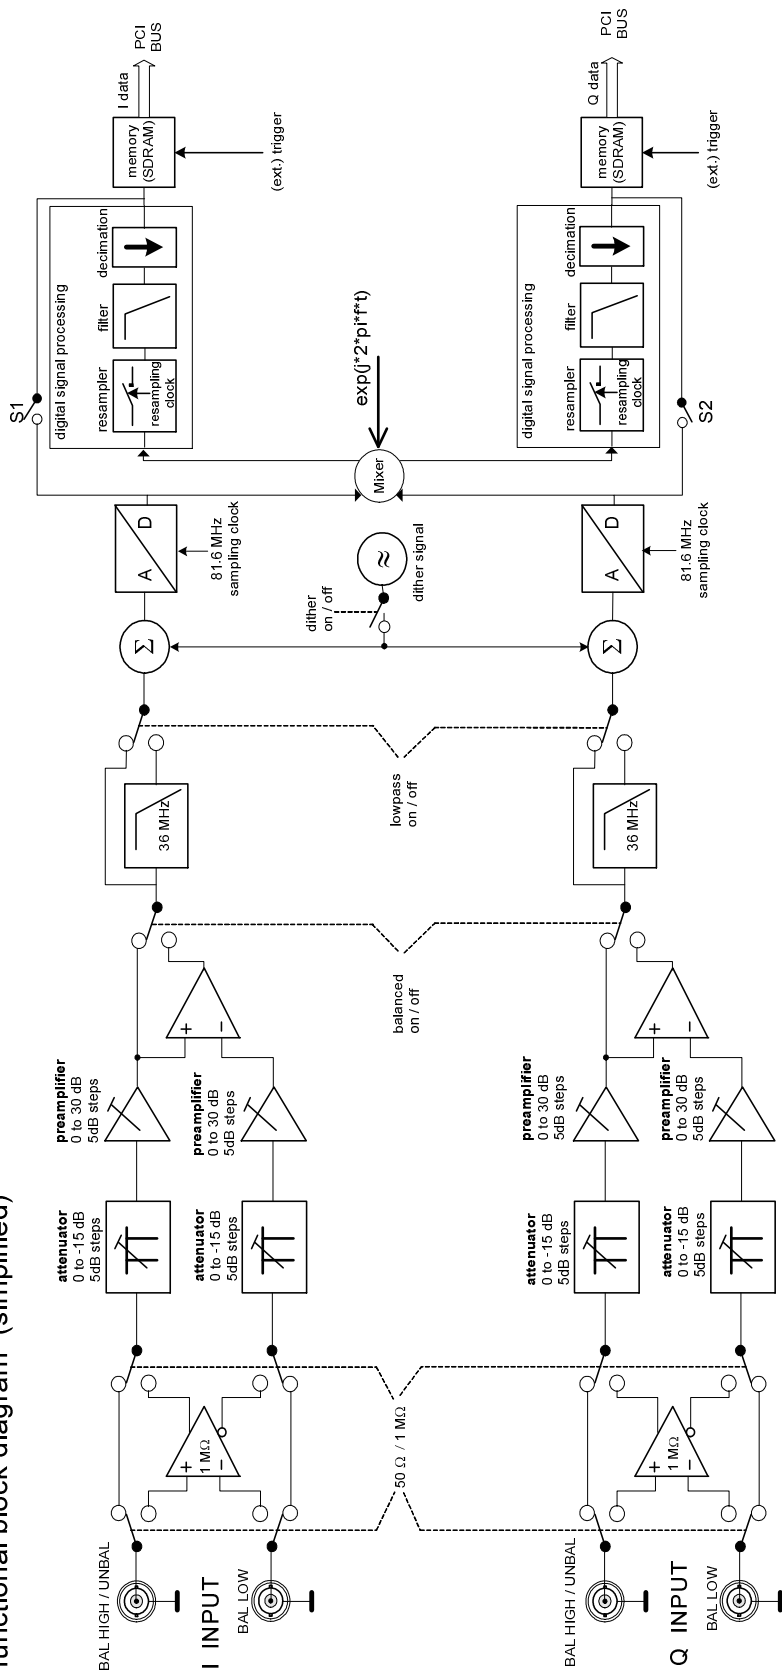 functional block diagram (simplified)
I INPUT
BAL HIGH / UNBAL
BAL LOW
+
−
1 MΩ
50 Ω / 1 MΩ
attenuator
0 to -15 dB
5dB steps
attenuator
0 to -15 dB
5dB steps
preamplifier
0 to 30 dB
5dB steps
preamplifier
0 to 30 dB
5dB steps
+
−
balanced
on / off
36 MHz
lowpass
on / off
Σ
dither
on / off
≈
dither signal
A
D
81.6 MHz
sampling clock
Mixer
exp(j*2*pi*f*t)
S1
digital signal processing
resampler
resampling
clock
filter
decimation
memory
(SDRAM)
(ext.) trigger
I data
PCI
BUS
Q INPUT
BAL HIGH / UNBAL
BAL LOW
+
−
1 MΩ
attenuator
0 to -15 dB
5dB steps
attenuator
0 to -15 dB
5dB steps
preamplifier
0 to 30 dB
5dB steps
preamplifier
0 to 30 dB
5dB steps
+
−
36 MHz
Σ
A
D
81.6 MHz
sampling clock
S2
digital signal processing
resampler
resampling
clock
filter
decimation
memory
(SDRAM)
(ext.) trigger
Q data
PCI
BUS